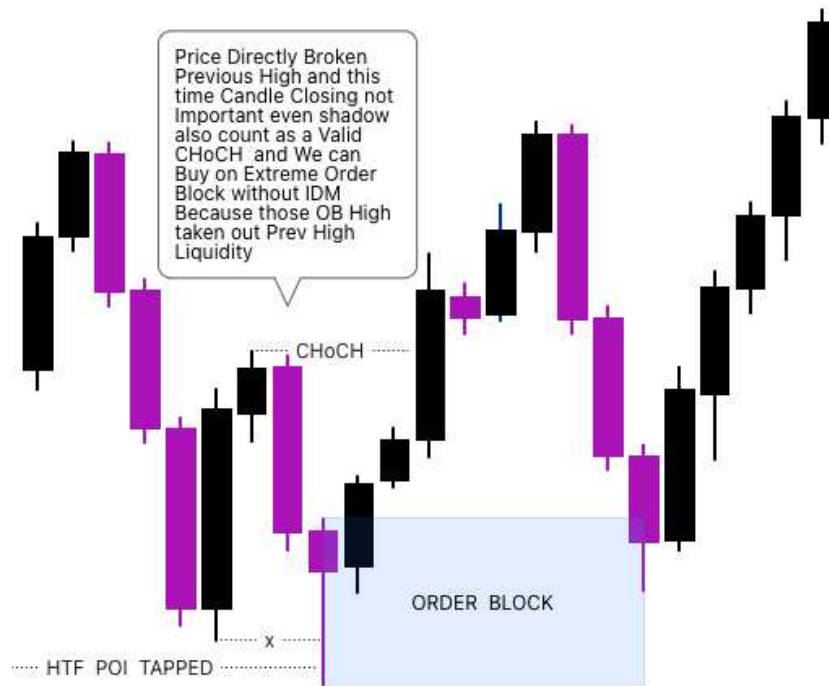 Price Directly Broken
Previous High and this
time Candle Closing not
Important even shadow
also count as a Valid
CHoCH and We can
Buy on Extreme Order
Block without IDM
Because those OB High
taken out Prev High
Liquidity
CHoCH
ORDER BLOCK
x
HTF POI TAPPED